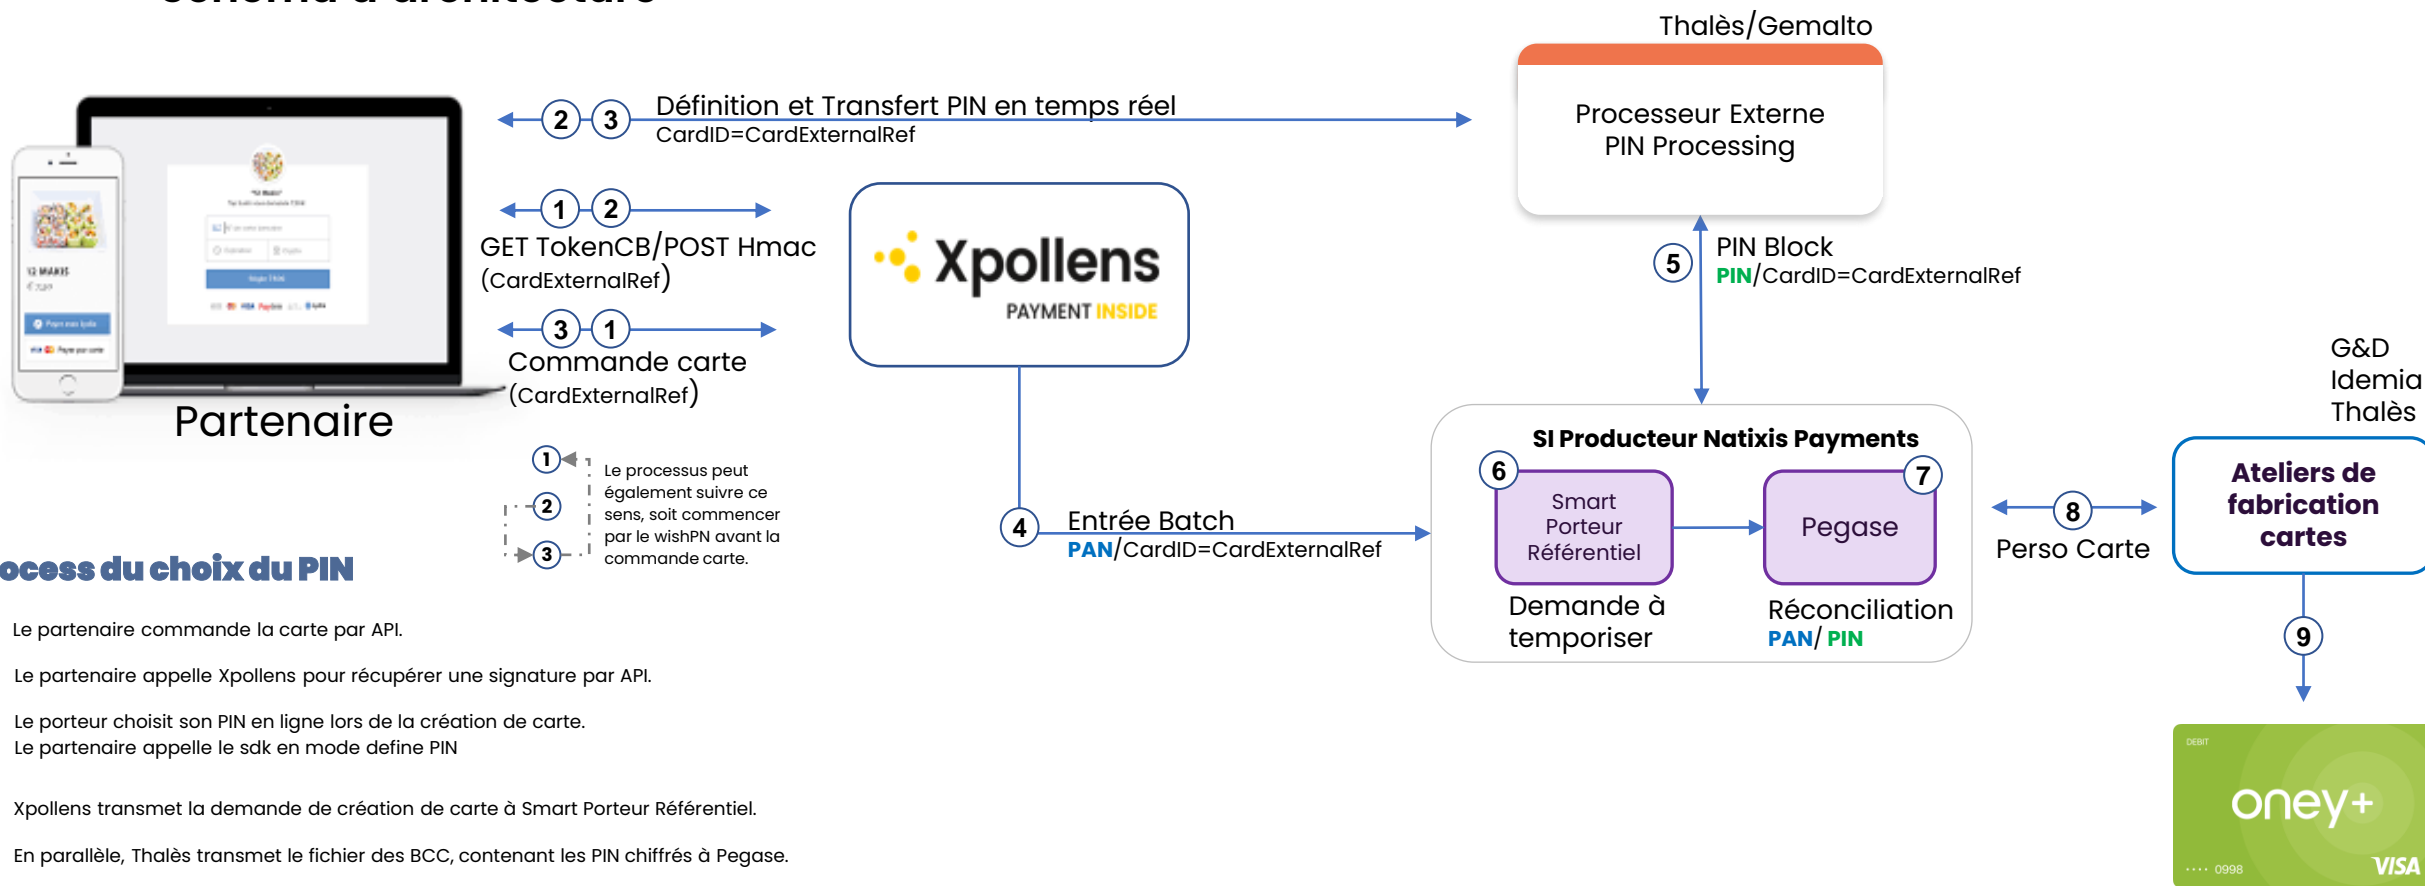 Schéma d'architecture
Thalès/Gemalto
Processeur Externe
PIN Processing
2 3
Définition et Transfert PIN en temps réel
CardID=CardExternalRef
1 2
GET TokenCB/POST Hmac
(CardExternalRef)
3 1
Commande carte
(CardExternalRef)
Xpollens
PAYMENT INSIDE
12 MAKIS
VISA
Partenaire
5
PIN Block
PIN/CardID=CardExternalRef
1
2
3
Le processus peut
également suivre ce
sens, soit commencer
par le wishPN avant la
commande carte.
4
Entrée Batch
PAN/CardID=CardExternalRef
SI Producteur Natixis Payments
6
Smart
Porteur
Référentiel
7
Pegase
Demande à
temporiser
Réconciliation
PAN/ PIN
8
Perso Carte
G&D
Idemia
Thalès
Ateliers de
fabrication
cartes
9
DEBIT
oney+
•••• 0998
VISA
ocess du choix du PIN
Le partenaire commande la carte par API.
Le partenaire appelle Xpollens pour récupérer une signature par API.
Le porteur choisit son PIN en ligne lors de la création de carte.
Le partenaire appelle le sdk en mode define PIN
Xpollens transmet la demande de création de carte à Smart Porteur Référentiel.
En parallèle, Thalès transmet le fichier des BCC, contenant les PIN chiffrés à Pegase.